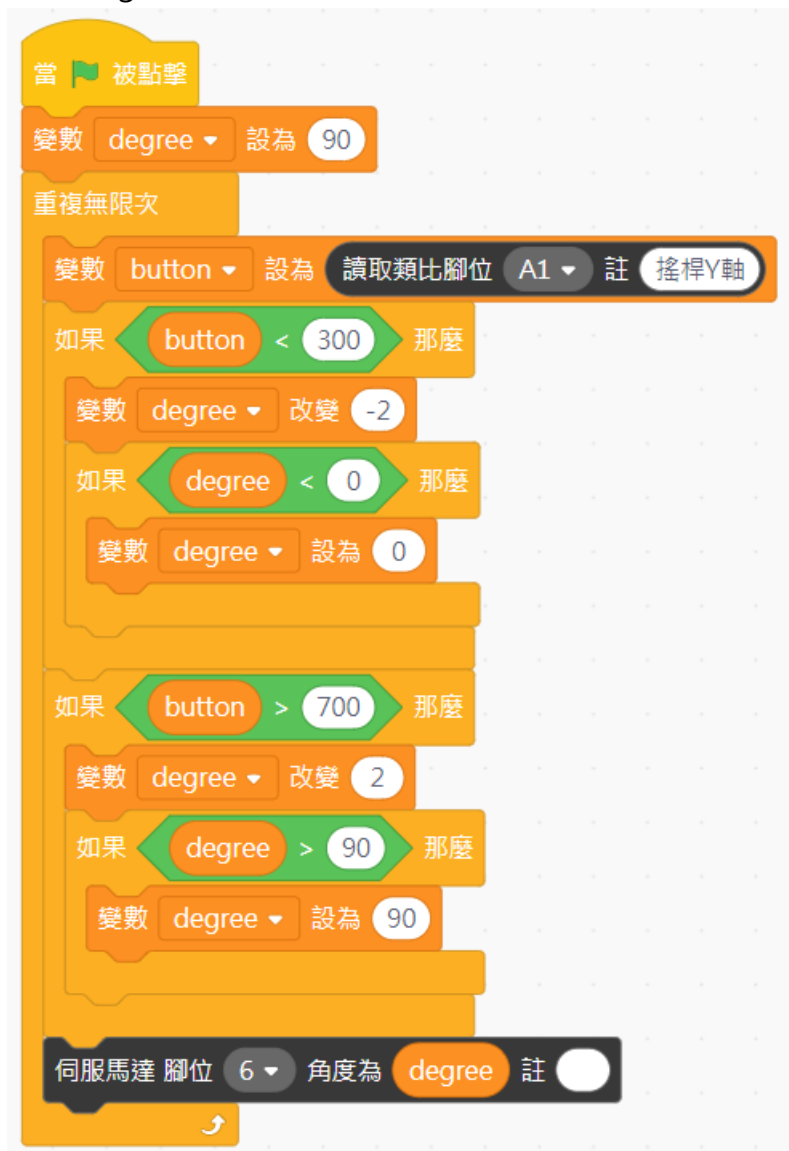 當 被點擊
變數 degree 設為 90
重複無限次
變數 button 設為 讀取類比腳位 A1 註 搖桿Y軸
如果 button < 300 那麼
變數 degree 改變 -2
如果 degree < 0 那麼
變數 degree 設為 0
如果 button > 700 那麼
變數 degree 改變 2
如果 degree > 90 那麼
變數 degree 設為 90
伺服馬達 腳位 6 角度為 degree 註